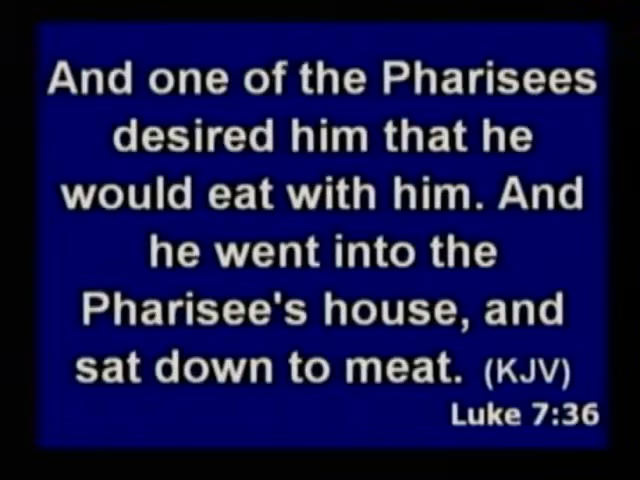 And one of the Pharisees
desired him that he
would eat with him. And
he went into the
Pharisee's house, and
sat down to meat. (KJV)
Luke 7:36